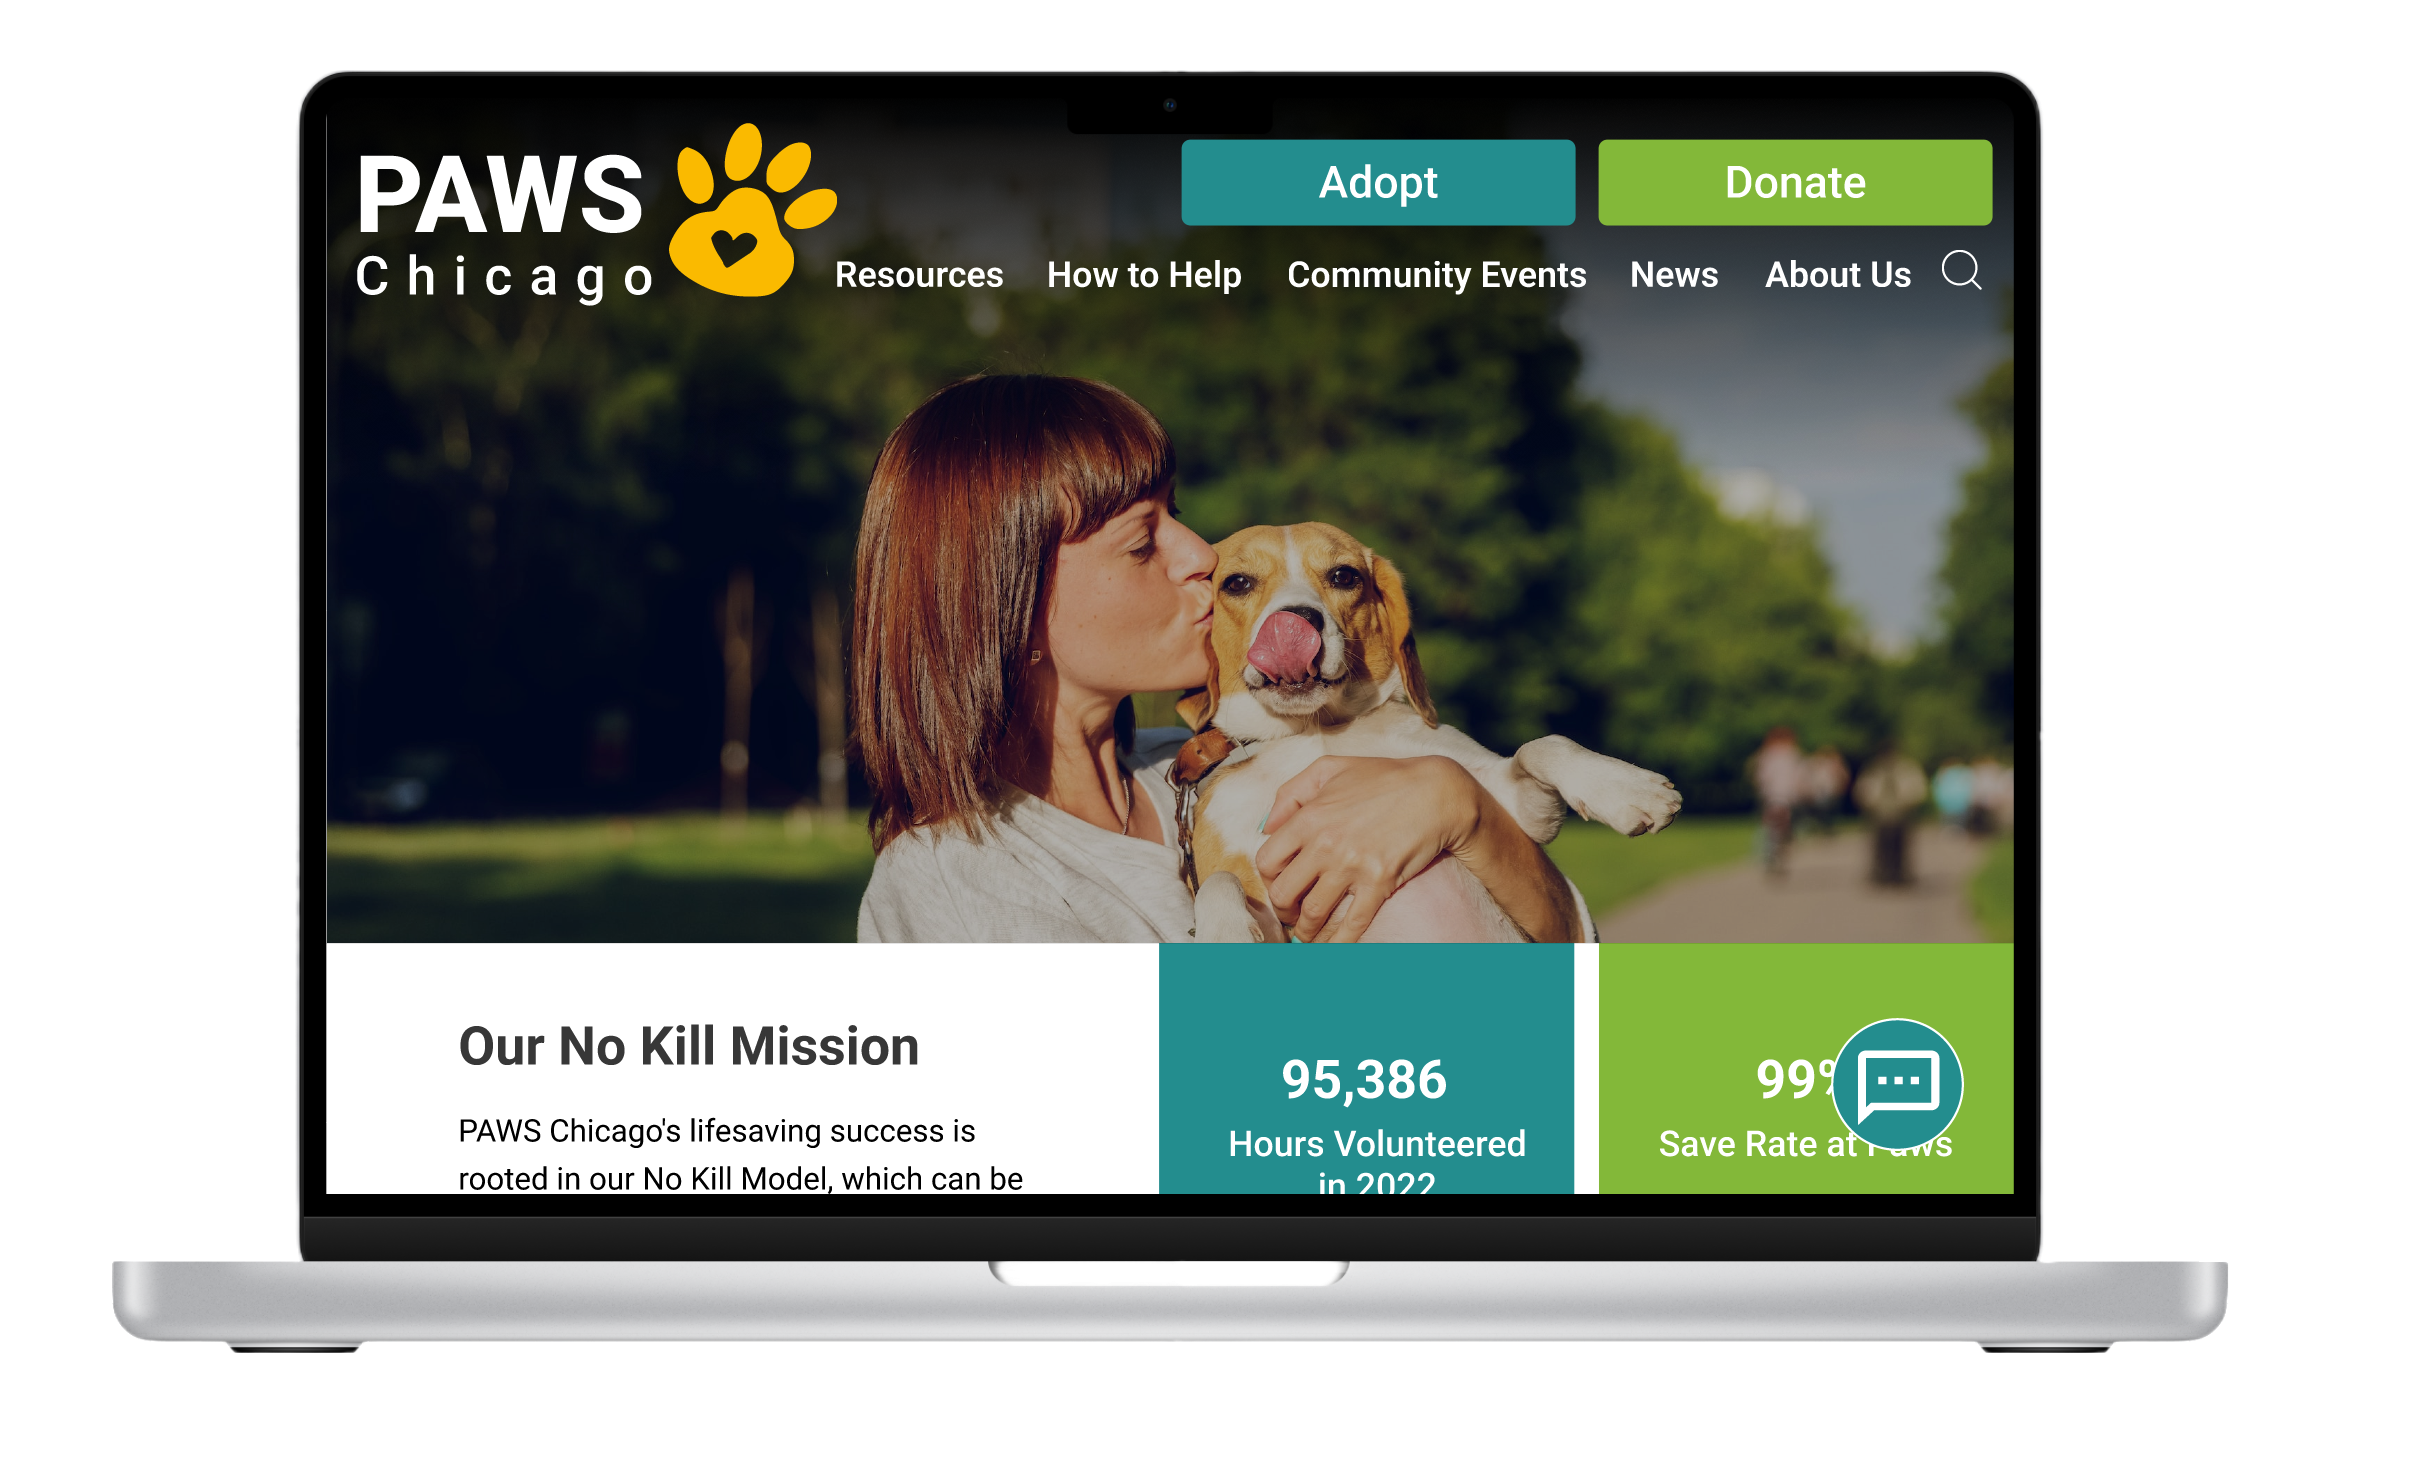 PAWS
Chicago
Adopt
Donate
Resources
How to Help
Community Events
News
About Us
Our No Kill Mission
PAWS Chicago's lifesaving success is
rooted in our No Kill Model, which can be
95,386
Hours Volunteered
in 2022
99%
Save Rate at Paws